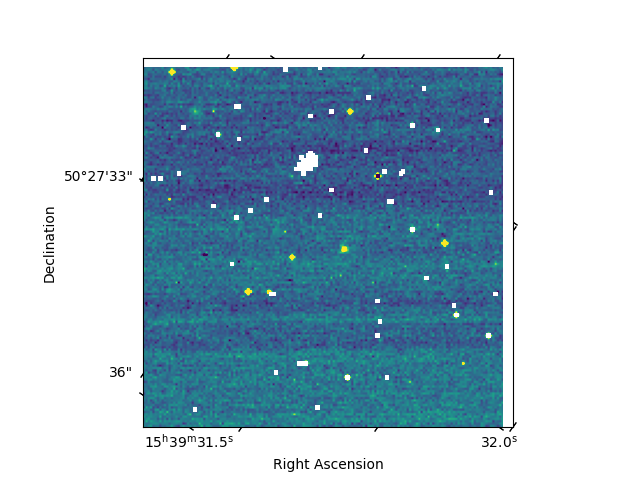 Declination
50°27'33"
36"
15ʰ39ᵐ31.5ˢ
32.0ˢ
Right Ascension